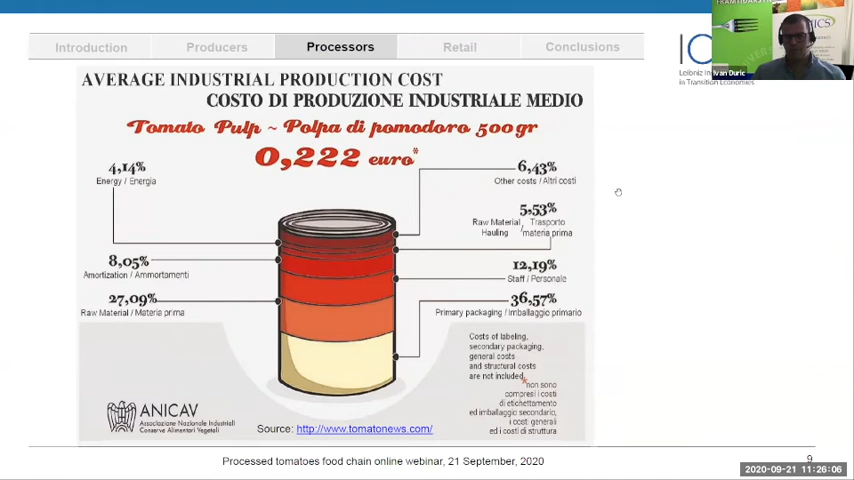 Introduction
Producers
Processors
Retail
Conclusions
Ivan Duric
Leibniz In
in Transition Economies
AVERAGE INDUSTRIAL PRODUCTION COST
COSTO DI PRODUZIONE INDUSTRIALE MEDIO
Tomato Pulp ~ Polpa di pomodoro 500gr
0,222 euro*
4,14%
Energy / Energia
6,43%
Other costs / Altri costi
5,53%
Raw Material / Trasporto
Hauling materia prima
8,05%
Amortization / Ammortamenti
12,19%
Staff / Personale
27,09%
Raw Material / Materia prima
36,57%
Primary packaging / Imballaggio primario
Costs of labeling,
secondary packaging,
general costs
and structural costs
are not included
*non sono
compresi i costi
di etichettamento
ed imballaggio secondario,
i costi generali
ed i costi di struttura
ANICAV
Associazione Nazionale Industriali
Conserve Alimentari Vegetali
Source: http://www.tomatonews.com/
Processed tomatoes food chain online webinar, 21 September, 2020
9
2020-09-21 11:26:06